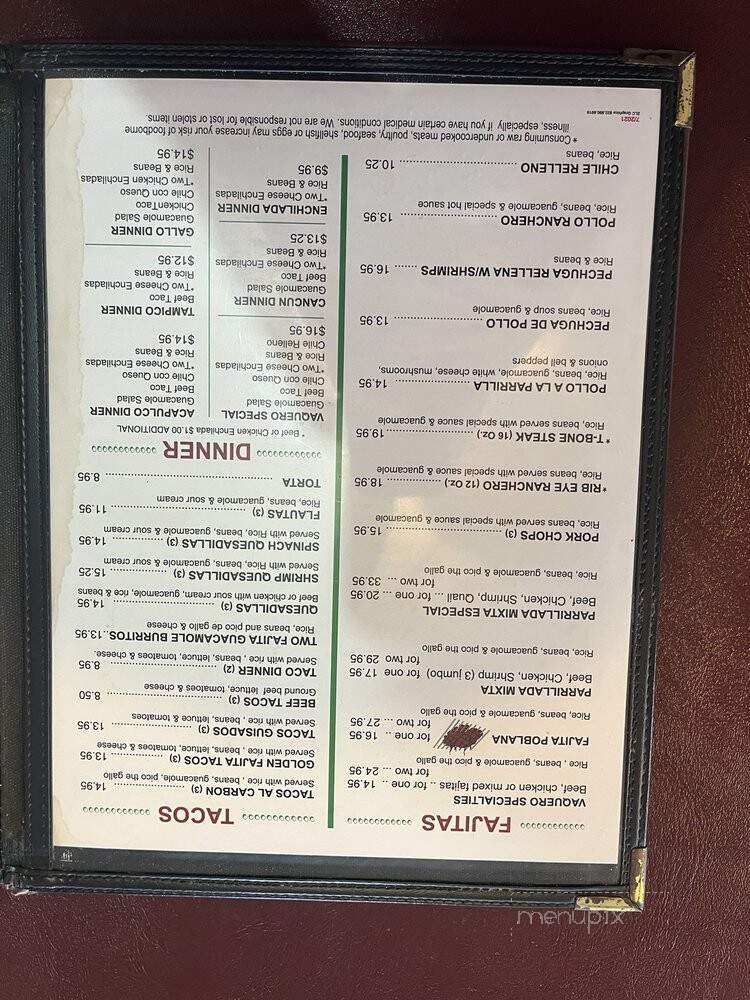 FAJITAS
VAQUERO SPECIALTIES
Beef, chicken or mixed fajitas .. for one .. 14.95
for two ... 24.95
Rice , beans, guacamole & pico the gallo
FAJITA POBLANA for one .. 16.95
for two ... 27.95
Rice, beans, guacamole & pico the gallo
PARRILLADA MIXTA
Beef, Chicken, Shrimp (3 jumbo) for one 17.95
for two 29.95
Rice, beans, guacamole & pico the gallo
PARRILLADA MIXTA ESPECIAL
Beef, Chicken, Shrimp, Quail ... for one ... 20.95
for two ... 33.95
Rice, beans, guacamole & pico the gallo
PORK CHOPS (3) ........................ 15.95
Rice, beans served with special sauce & guacamole
*RIB EYE RANCHERO (12 Oz) ............. 18.95
Rice, beans served with special sauce & guacamole
*T-BONE STEAK (16 Oz) ......................19.95
Rice, beans served with special sauce & guacamole
POLLO A LA PARRILLA ................... 14.95
Rice, beans, guacamole, white cheese, mushrooms,
onions & bell peppers
PECHUGA DE POLLO ...................... 13.95
Rice, beans soup & guacamole
PECHUGA RELLENA W/SHRIMPS ...... 16.95
Rice & beans
POLLO RANCHERO ........................ 13.95
Rice, beans, guacamole & special hot sauce
CHILE RELLENO ............................. 10.25
Rice, beans
TACOS
TACOS AL CARBON (3) .................... 14.95
Served with rice , beans, guacamole, pico the gallo
GOLDEN FAJITA TACOS (3) .............. 13.95
Served with rice, beans, lettuce, tomatoes & cheese
TACOS GUISADOS (3) ..................... 13.95
Served with rice, beans, lettuce & tomatoes
BEEF TACOS (3) ............................. 8.50
Ground beef lettuce, tomatoes & cheese
TACO DINNER (2) ........................... 8.95
Served with rice , beans, lettuce, tomatoes & cheese.
TWO FAJITA GUACAMOLE BURRITOS..13.95
Rice, beans and pico de gallo & cheese
QUESADILLAS (3) .......................... 14.95
Beef or chicken with sour cream, guacamole, rice & beans
SHRIMP QUESADILLAS (3) ............... 15.25
Served with Rice, beans, guacamole & sour cream
SPINACH QUESADILLAS (3) .............. 14.95
Served with Rice, beans, guacamole & sour cream
FLAUTAS (3) ................................. 11.95
Rice, beans, guacamole & sour cream
TORTA ......................................... 8.95
DINNER
* Beef or Chicken Enchilada $1.00 ADDITIONAL
VAQUERO SPECIAL
Guacamole Salad
Beef Taco
Chile con Queso
*Two Cheese Enchiladas
Rice & Beans
Chile Relleno
$16.95
CANCUN DINNER
Guacamole Salad
Beef Taco
*Two Cheese Enchiladas
Rice & Beans
$13.25
ENCHILADA DINNER
*Two Cheese Enchiladas
Rice & Beans
$9.95
ACAPULCO DINNER
Guacamole Salad
Beef Taco
Chile con Queso
*Two Cheese Enchiladas
Rice & Beans
$14.95
TAMPICO DINNER
Beef Taco
*Two Cheese Enchiladas
Rice & Beans
$12.95
GALLO DINNER
Guacamole Salad
ChickenTaco
Chile con Queso
*Two Chicken Enchiladas
Rice & Beans
$14.95
* Consuming raw or undercooked meats, poultry, seafood, shellfish or eggs may increase your risk of foodborne
illness, especially if you have certain medical conditions. We are not responsible for lost or stolen items.
7/2021
menupix